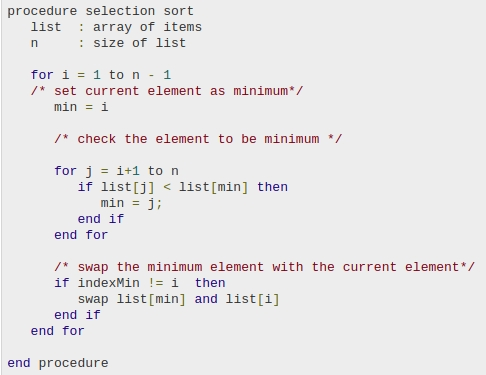 procedure selection sort
list : array of items
n : size of list
for i = 1 to n - 1
/* set current element as minimum*/
min = i
/* check the element to be minimum */
for j = i+1 to n
if list[j] < list[min] then
min = j;
end if
end for
/* swap the minimum element with the current element*/
if indexMin != i then
swap list[min] and list[i]
end if
end for
end procedure